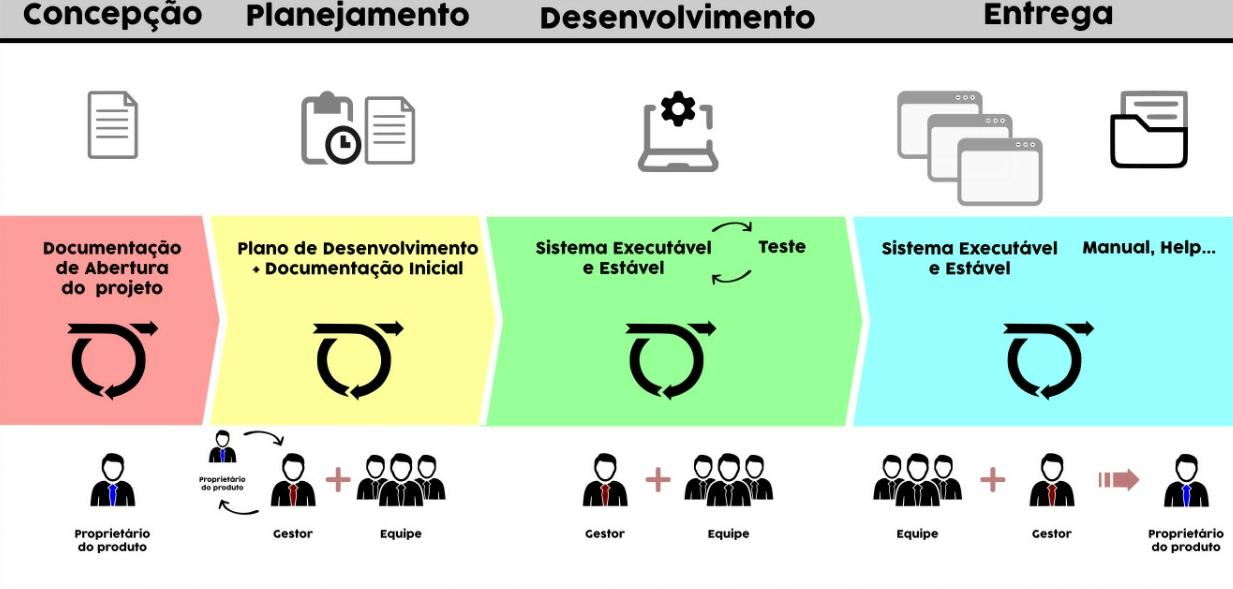 Concepção
Planejamento
Desenvolvimento
Entrega
Documentação
de Abertura
do projeto
Plano de Desenvolvimento
+ Documentação Inicial
Sistema Executável
e Estável
Teste
Sistema Executável
e Estável
Manual, Help...
Proprietário
do produto
Proprietário
do produto
Gestor
Equipe
Gestor
Equipe
Equipe
Gestor
Proprietário
do produto